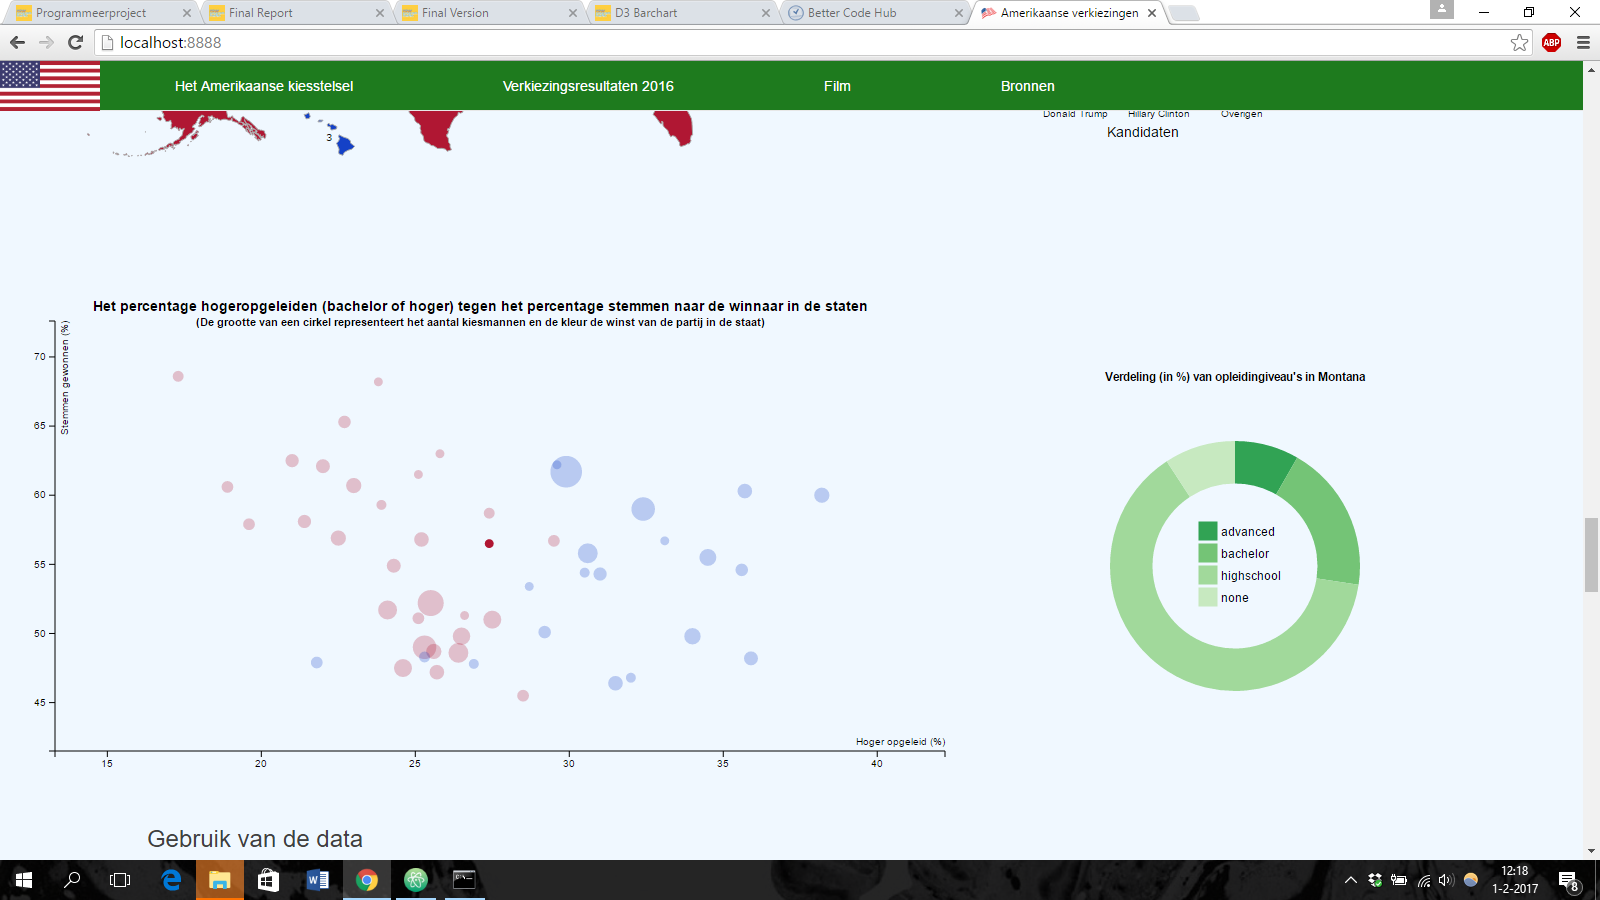 Programmeerproject
Final Report
Final Version
D3 Barchart
Better Code Hub
Amerikaanse verkiezingen
localhost:8888
ABP
Het Amerikaanse kiesstelsel
Verkiezingsresultaten 2016
Film
Bronnen
3
Donald Trump
Hillary Clinton
Overigen
Kandidaten
Het percentage hogeropgeleiden (bachelor of hoger) tegen het percentage stemmen naar de winnaar in de staten
(De grootte van een cirkel representeert het aantal kiesmannen en de kleur de winst van de partij in de staat)
Stemmen gewonnen (%)
70
65
60
55
50
45
Hoger opgeleid (%)
15
20
25
30
35
40
Verdeling (in %) van opleidingiveau's in Montana
advanced
bachelor
highschool
none
Gebruik van de data
12:18
1-2-2017
8